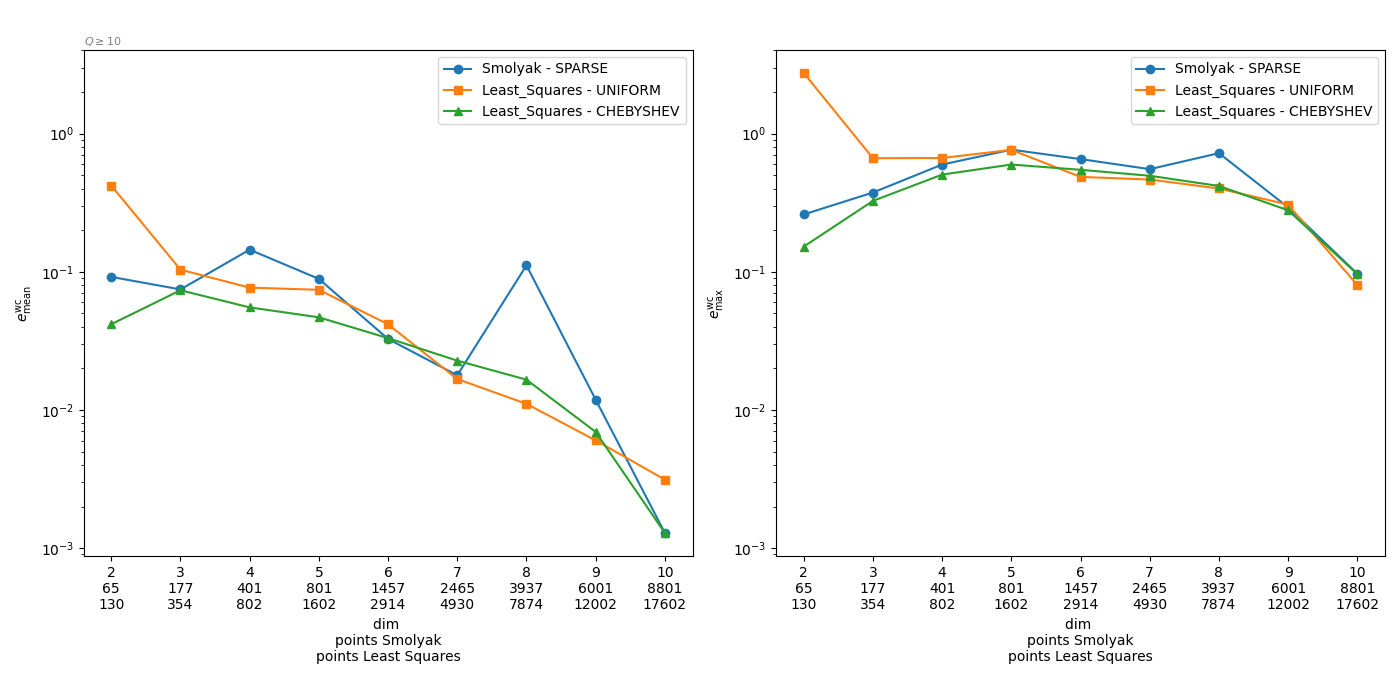 Q ≥ 10
Smolyak - SPARSE
Least_Squares - UNIFORM
Least_Squares - CHEBYSHEV
10⁰
10⁻¹
10⁻²
10⁻³
e^wc_mean
2 3 4 5 6 7 8 9 10
65 177 401 801 1457 2465 3937 6001 8801
130 354 802 1602 2914 4930 7874 12002 17602
dim
points Smolyak
points Least Squares
Smolyak - SPARSE
Least_Squares - UNIFORM
Least_Squares - CHEBYSHEV
10⁰
10⁻¹
10⁻²
10⁻³
e^wc_max
2 3 4 5 6 7 8 9 10
65 177 401 801 1457 2465 3937 6001 8801
130 354 802 1602 2914 4930 7874 12002 17602
dim
points Smolyak
points Least Squares